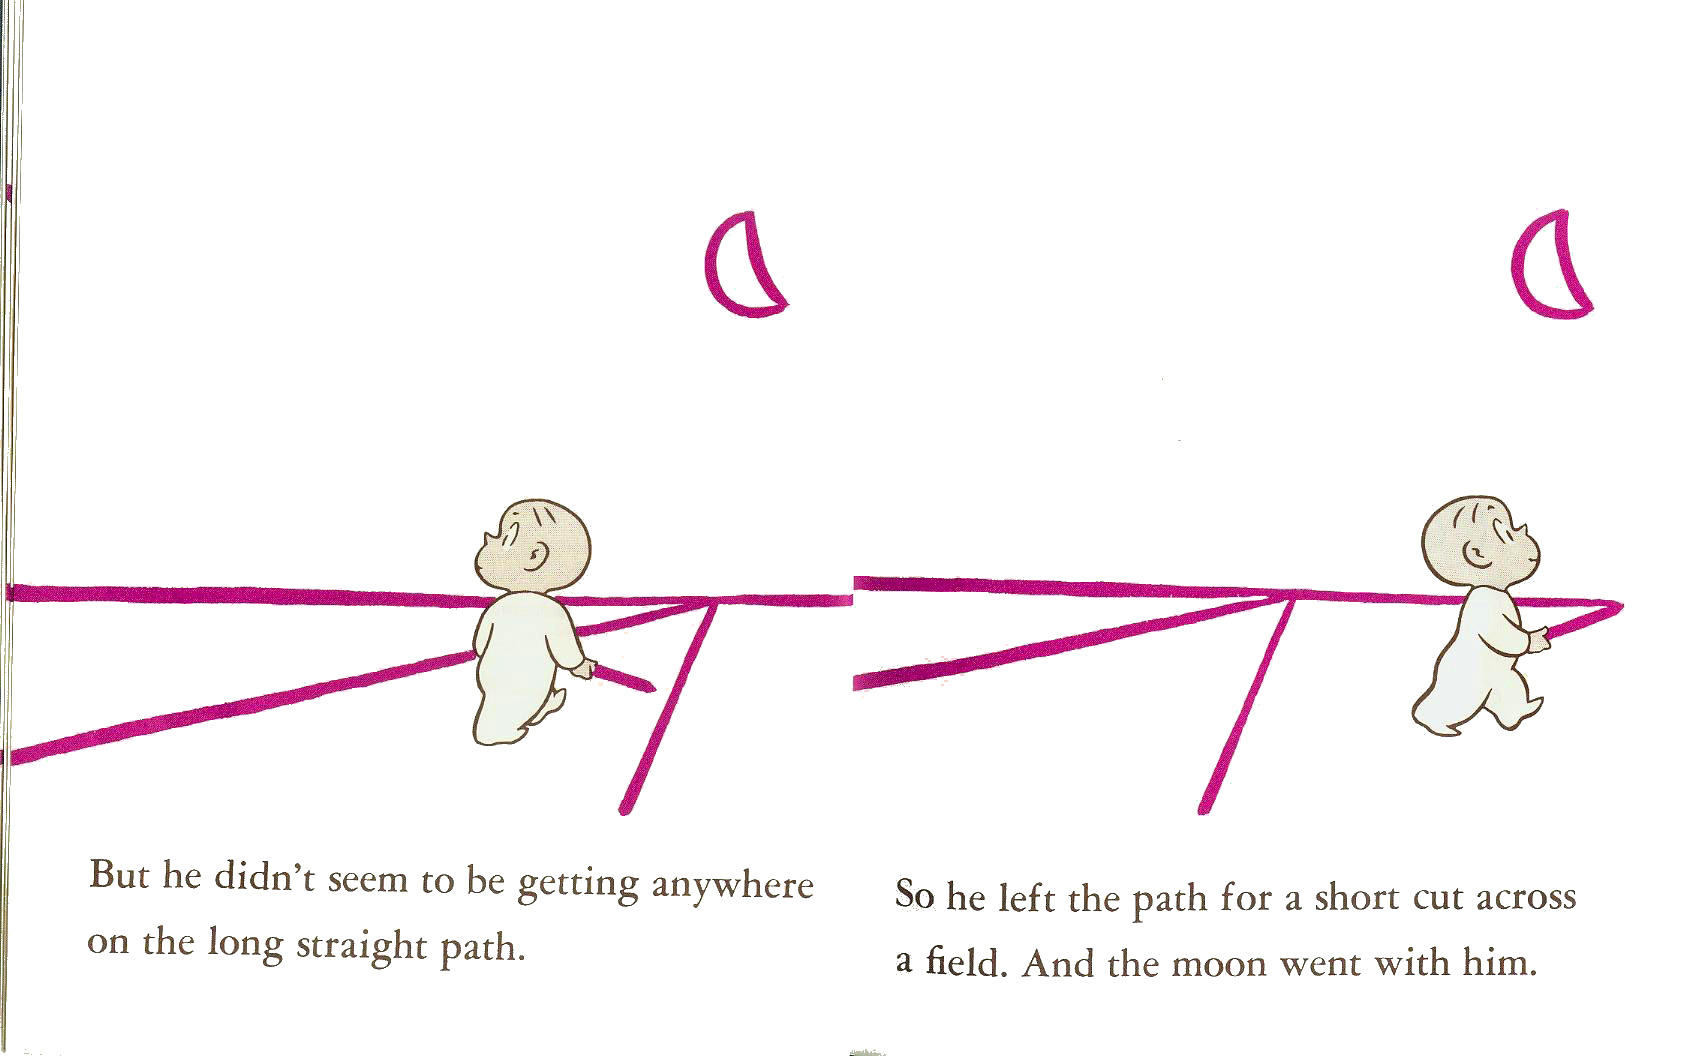 But he didn't seem to be getting anywhere
on the long straight path.
So he left the path for a short cut across
a field. And the moon went with him.